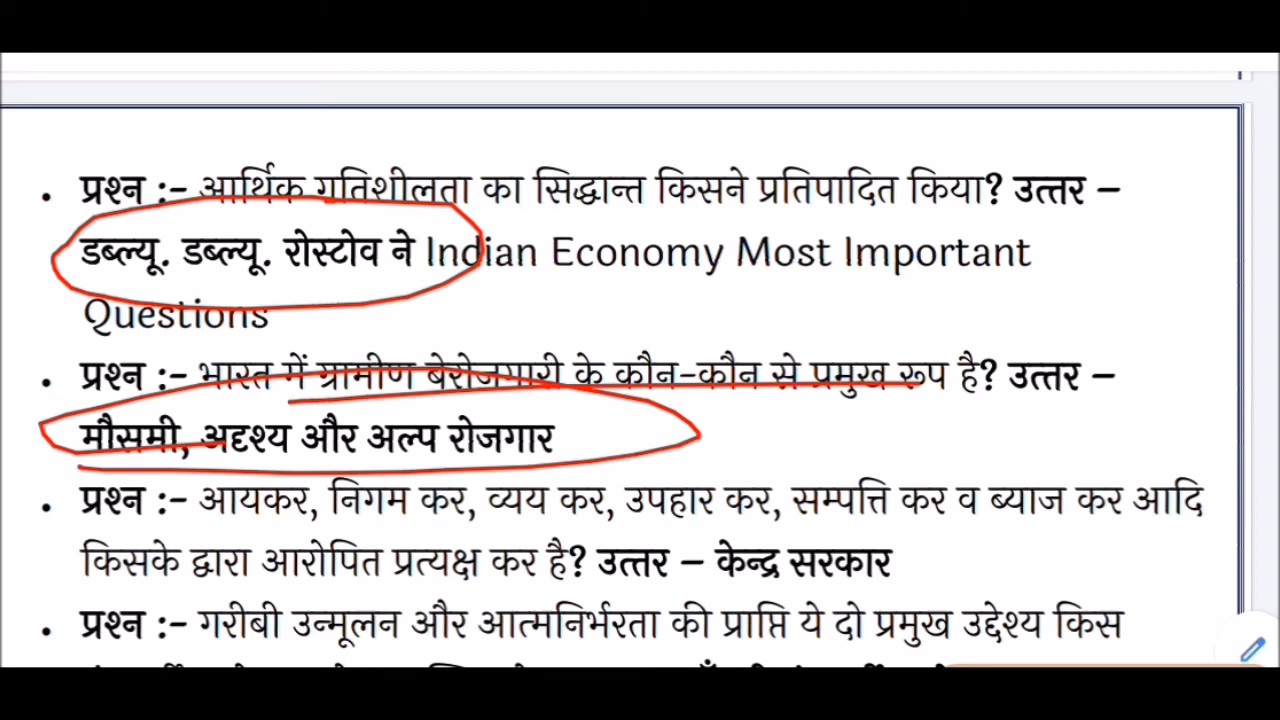 • प्रश्न :- आर्थिक गतिशीलता का सिद्धान्त किसने प्रतिपादित किया? उत्तर –
डब्ल्यू. डब्ल्यू. रोस्टोव ने Indian Economy Most Important
Questions
• प्रश्न :- भारत में ग्रामीण बेरोजगारी के कौन-कौन से प्रमुख रूप है? उत्तर –
मौसमी, अदृश्य और अल्प रोजगार
• प्रश्न :- आयकर, निगम कर, व्यय कर, उपहार कर, सम्पत्ति कर व ब्याज कर आदि
किसके द्वारा आरोपित प्रत्यक्ष कर है? उत्तर – केन्द्र सरकार
• प्रश्न :- गरीबी उन्मूलन और आत्मनिर्भरता की प्राप्ति ये दो प्रमुख उद्देश्य किस